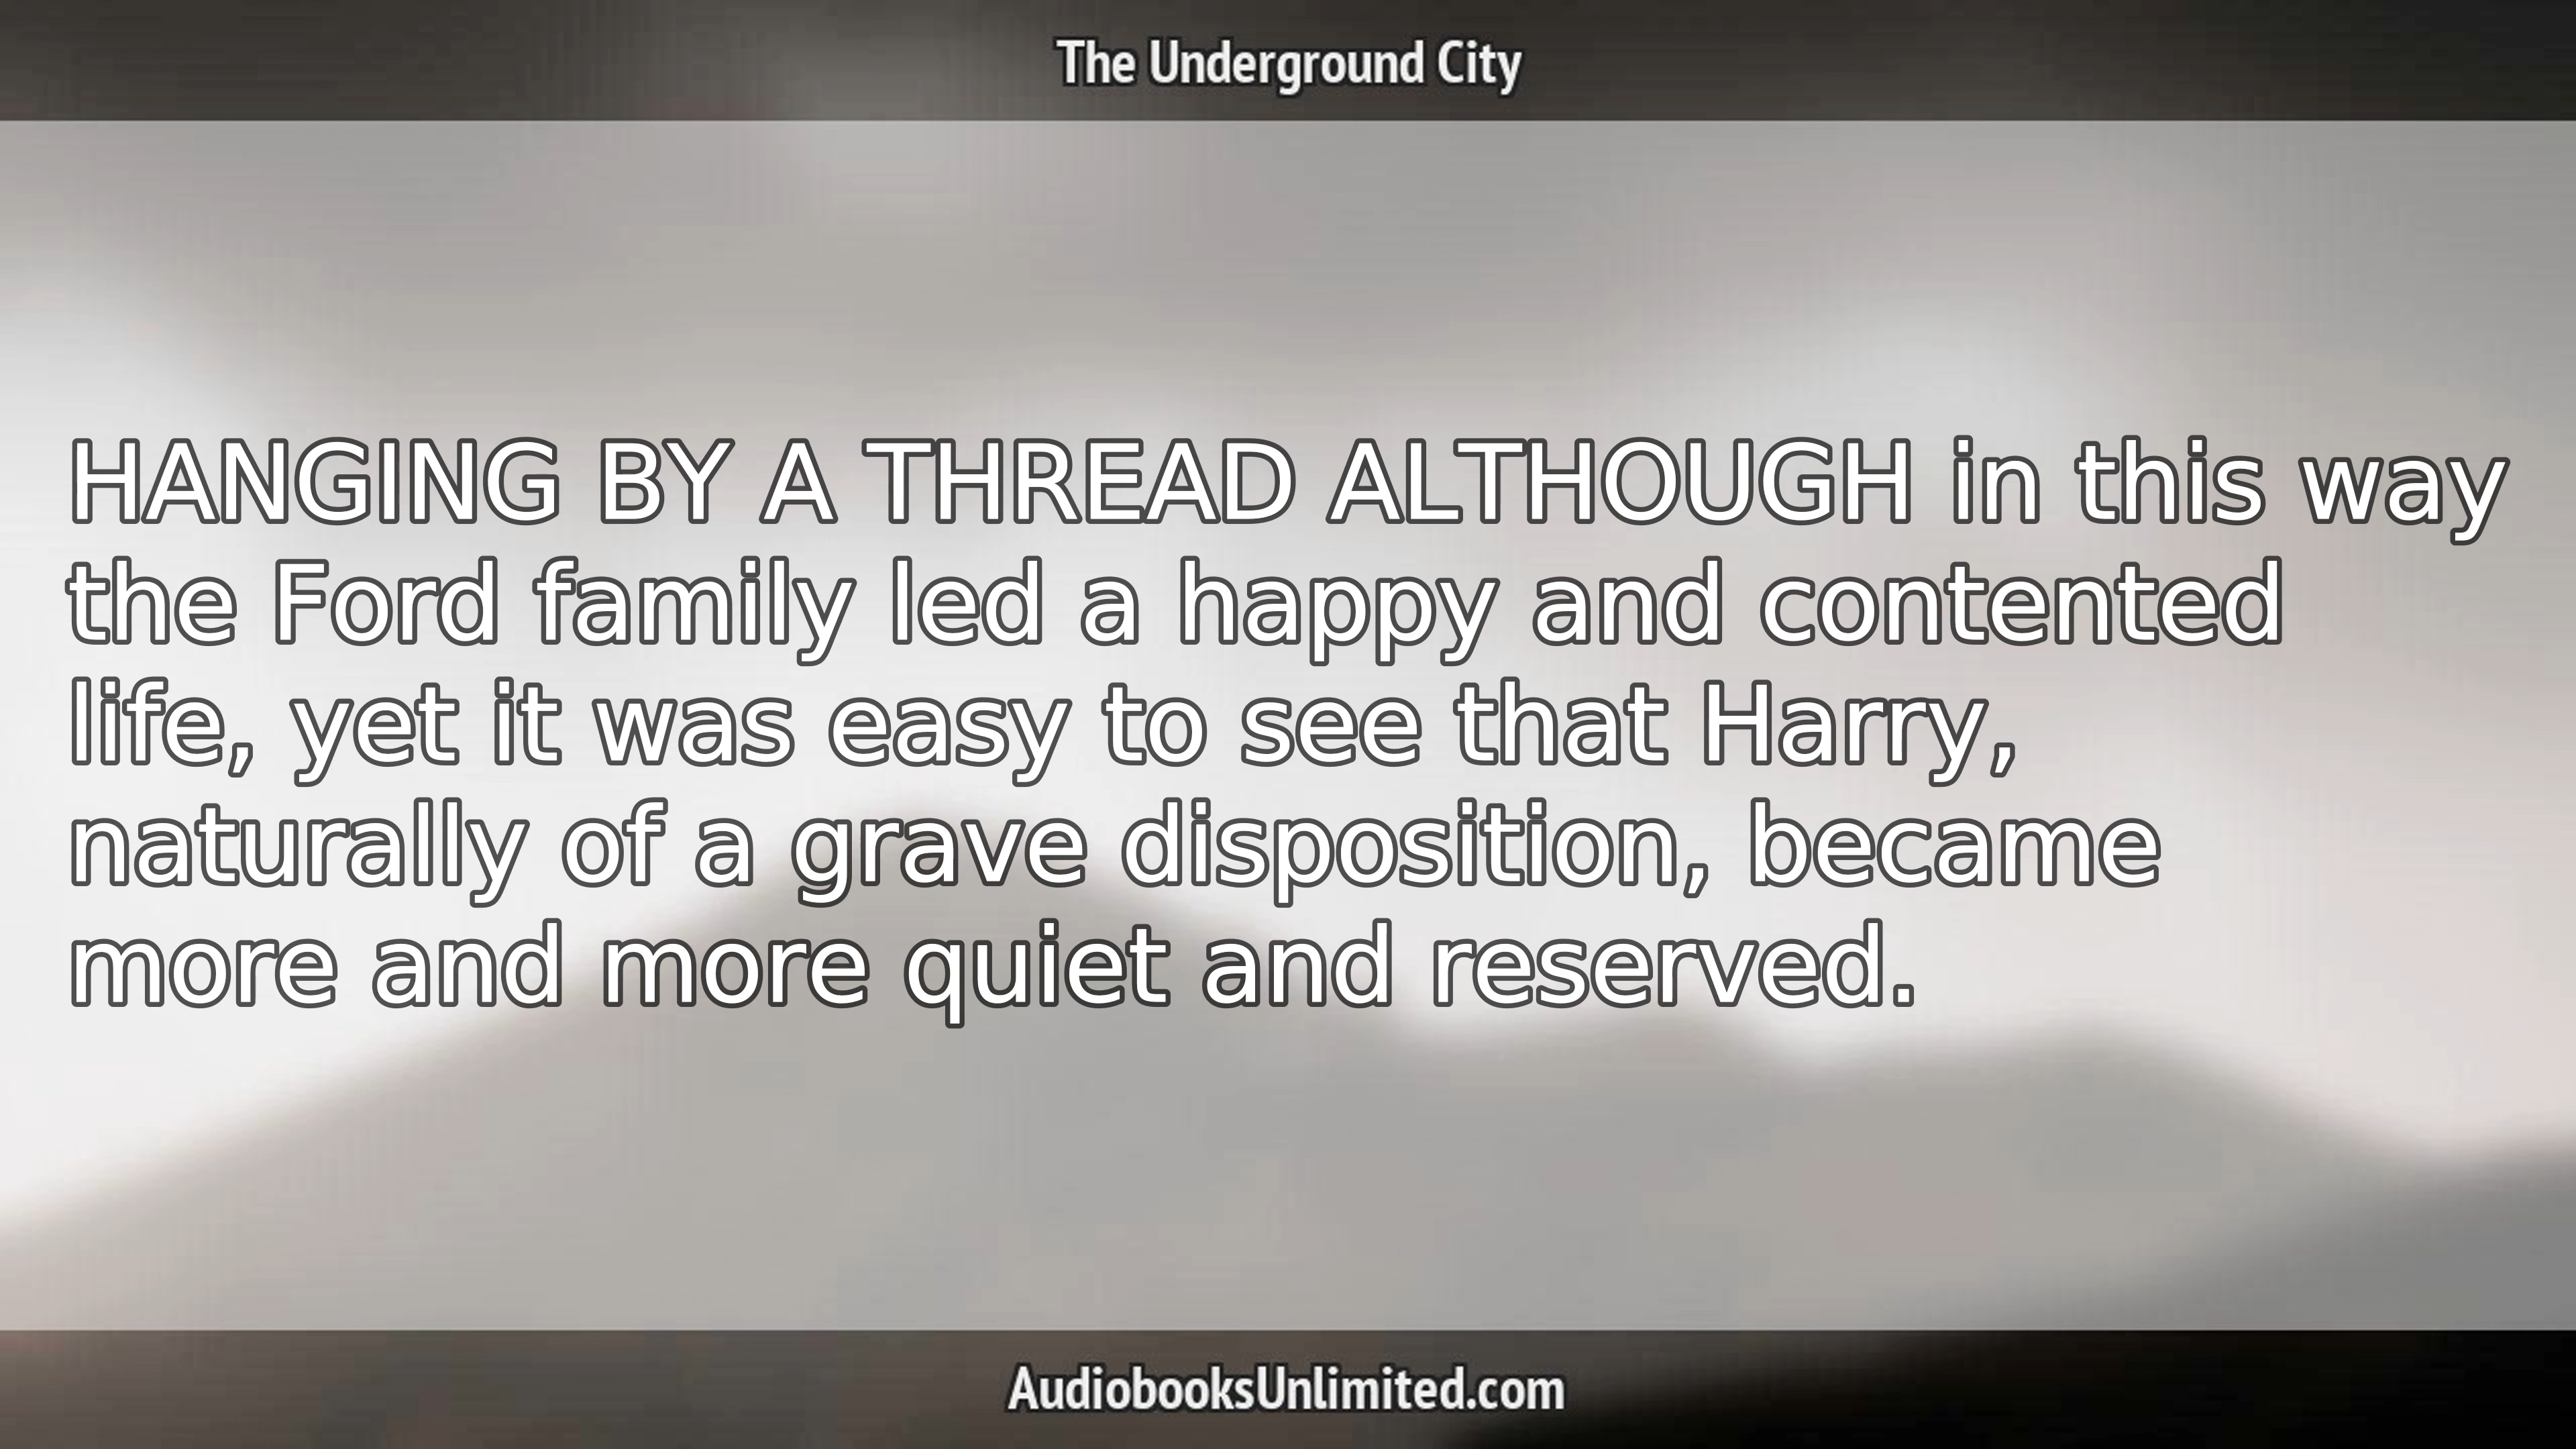 The Underground City
HANGING BY A THREAD ALTHOUGH in this way
the Ford family led a happy and contented
life, yet it was easy to see that Harry,
naturally of a grave disposition, became
more and more quiet and reserved.
AudiobooksUnlimited.com